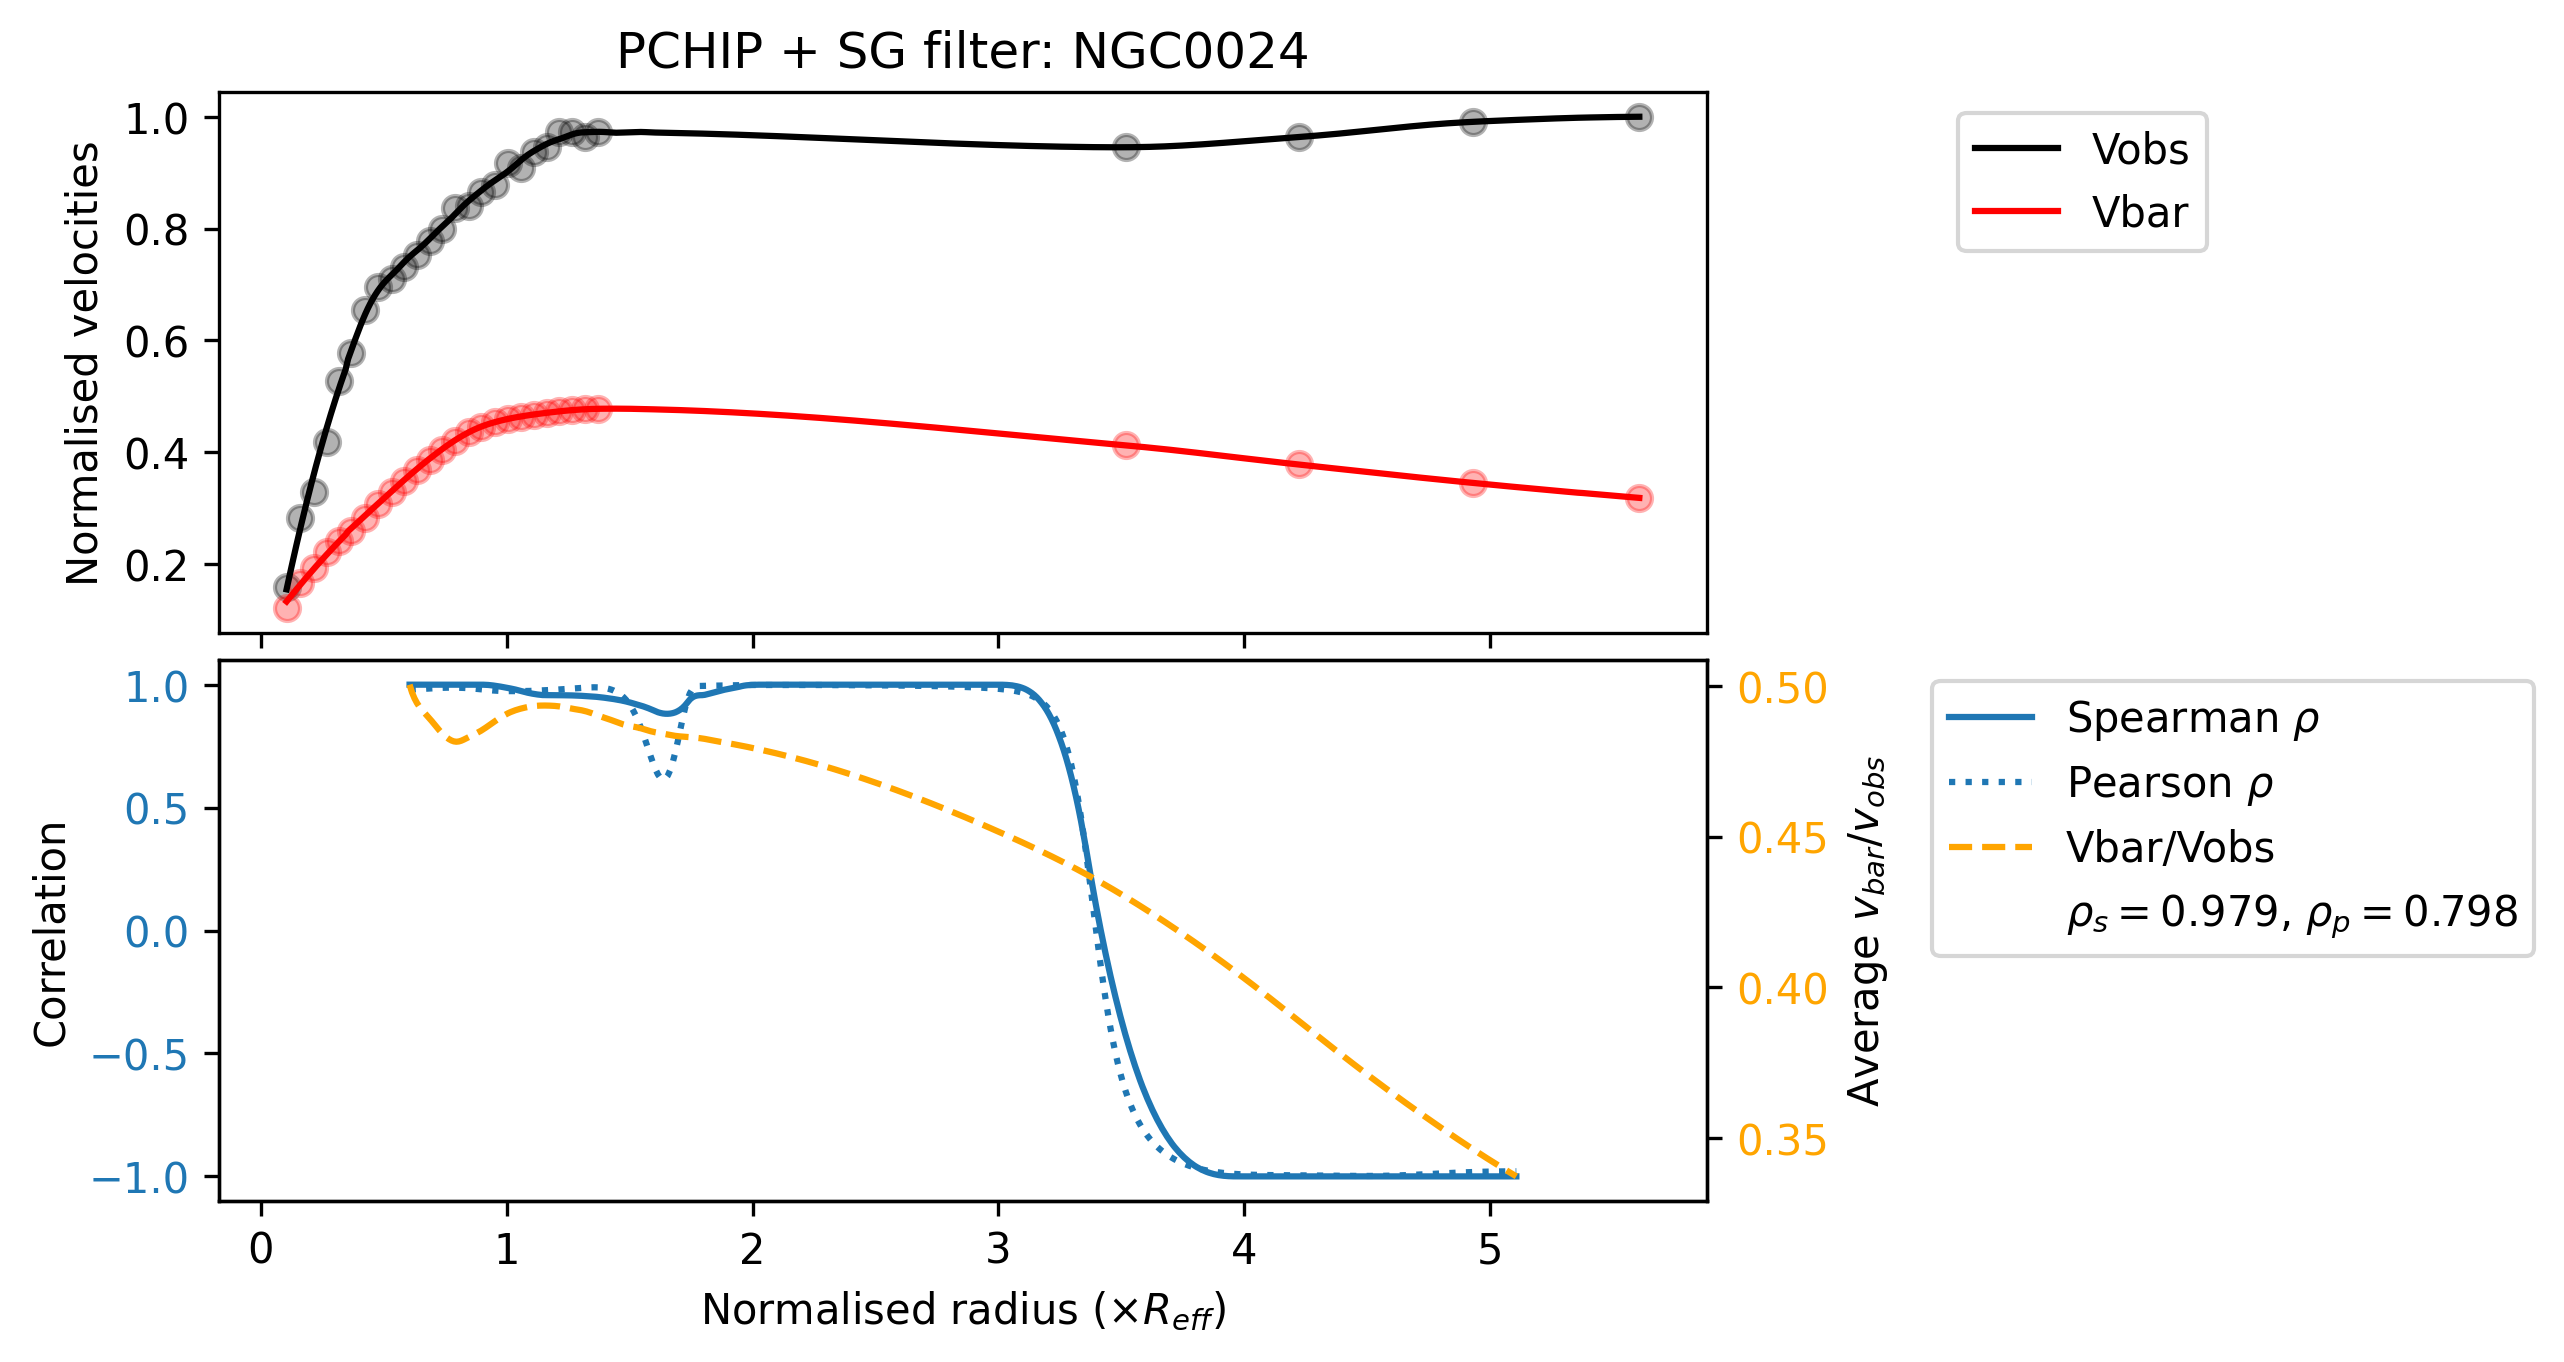 PCHIP + SG filter: NGC0024
Normalised velocities
1.0
0.8
0.6
0.4
0.2
Vobs
Vbar
Correlation
1.0
0.5
0.0
−0.5
−1.0
0.50
0.45
0.40
0.35
Average v_bar/v_obs
Spearman ρ
Pearson ρ
Vbar/Vobs
ρ_s = 0.979, ρ_p = 0.798
0 1 2 3 4 5
Normalised radius (×R_eff)